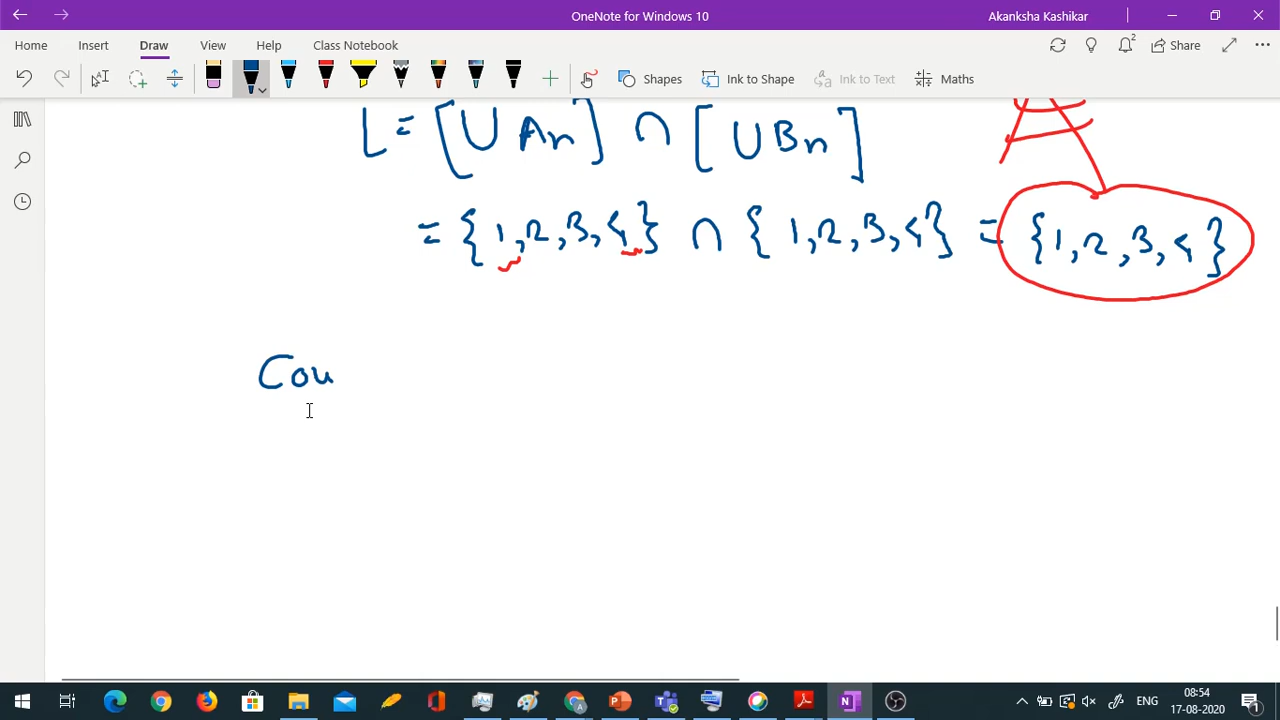 OneNote for Windows 10
Akanksha Kashikar
Home Insert Draw View Help Class Notebook
Share
Shapes Ink to Shape Ink to Text Maths
L = [∪ An] ∩ [∪ Bn]
= {1,2,3,4} ∩ {1,2,3,4} = {1,2,3,4}
Cou
ENG
08:54
17-08-2020